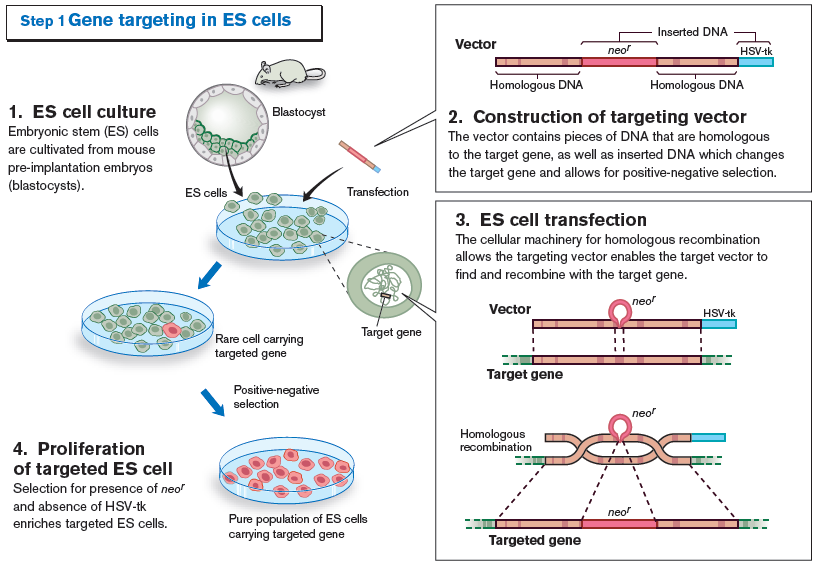 Step 1 Gene targeting in ES cells
1. ES cell culture
Embryonic stem (ES) cells
are cultivated from mouse
pre-implantation embryos
(blastocysts).
Blastocyst
ES cells
Transfection
Target gene
Rare cell carrying
targeted gene
Positive-negative
selection
4. Proliferation
of targeted ES cell
Selection for presence of neoʳ
and absence of HSV-tk
enriches targeted ES cells.
Pure population of ES cells
carrying targeted gene
Inserted DNA
Vector
neoʳ
HSV-tk
Homologous DNA
Homologous DNA
2. Construction of targeting vector
The vector contains pieces of DNA that are homologous
to the target gene, as well as inserted DNA which changes
the target gene and allows for positive-negative selection.
3. ES cell transfection
The cellular machinery for homologous recombination
allows the targeting vector enables the target vector to
find and recombine with the target gene.
neoʳ
Vector
HSV-tk
Target gene
neoʳ
Homologous
recombination
neoʳ
Targeted gene